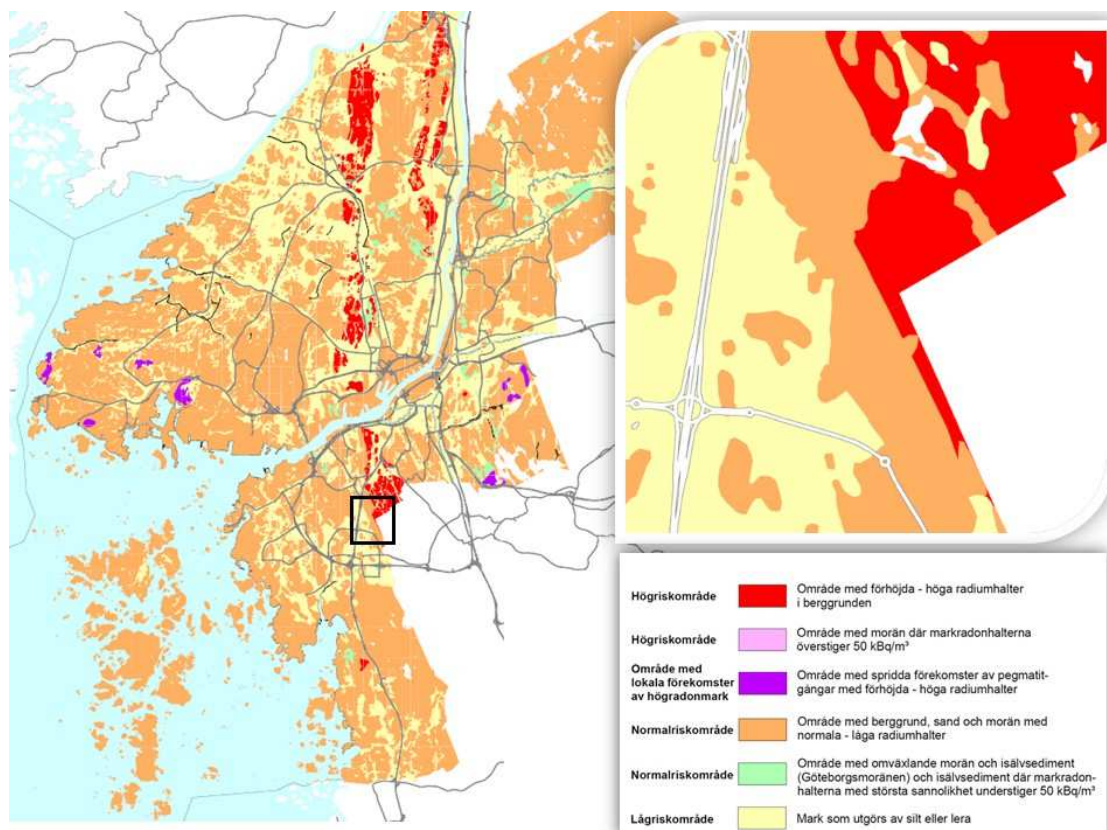 Högriskområde
Område med förhöjda - höga radiumhalter
i berggrunden
Högriskområde
Område med morän där markradonhalterna
överstiger 50 kBq/m³
Område med
lokala förekomster
av högradonmark
Område med spridda förekomster av pegmatit-
gångar med förhöjda - höga radiumhalter
Normalriskområde
Område med berggrund, sand och morän med
normala - låga radiumhalter
Normalriskområde
Område med omväxlande morän och isälvsediment
(Göteborgsmoränen) och isälvsediment där markradon-
halterna med största sannolikhet understiger 50 kBq/m³
Lågriskområde
Mark som utgörs av silt eller lera